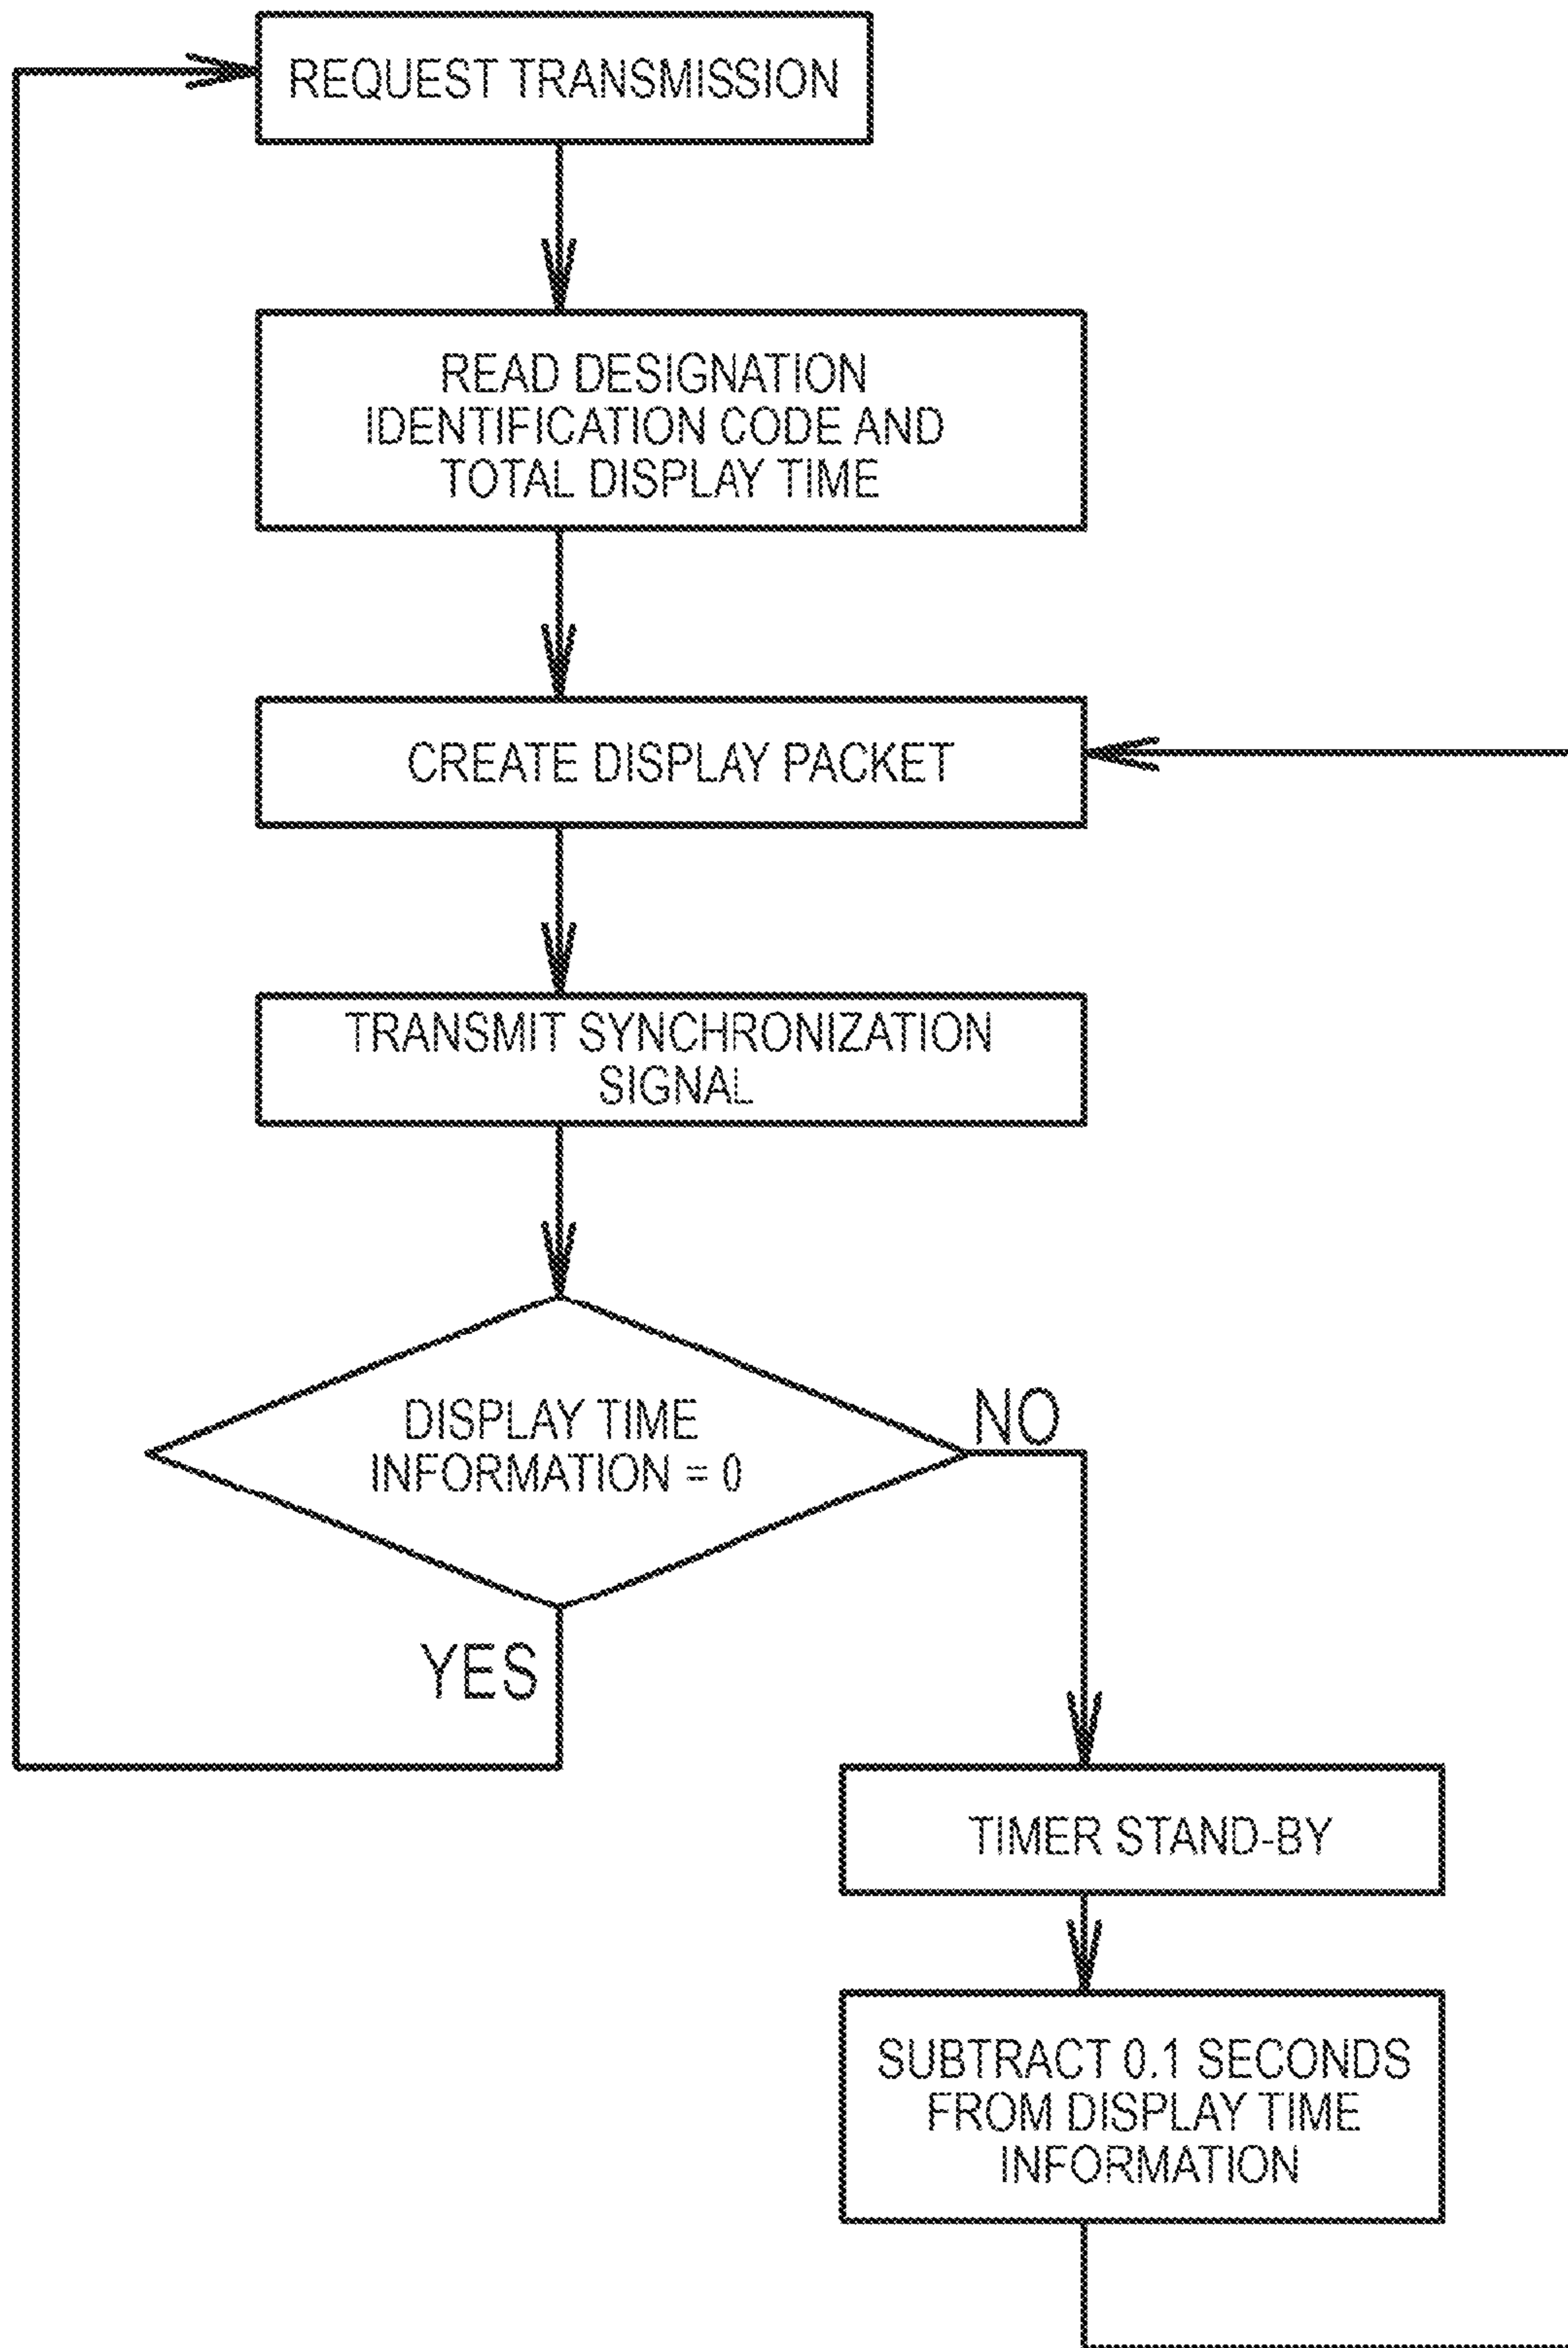 REQUEST TRANSMISSION
READ DESIGNATION
IDENTIFICATION CODE AND
TOTAL DISPLAY TIME
CREATE DISPLAY PACKET
TRANSMIT SYNCHRONIZATION
SIGNAL
DISPLAY TIME
INFORMATION = 0
NO
YES
TIMER STAND-BY
SUBTRACT 0.1 SECONDS
FROM DISPLAY TIME
INFORMATION